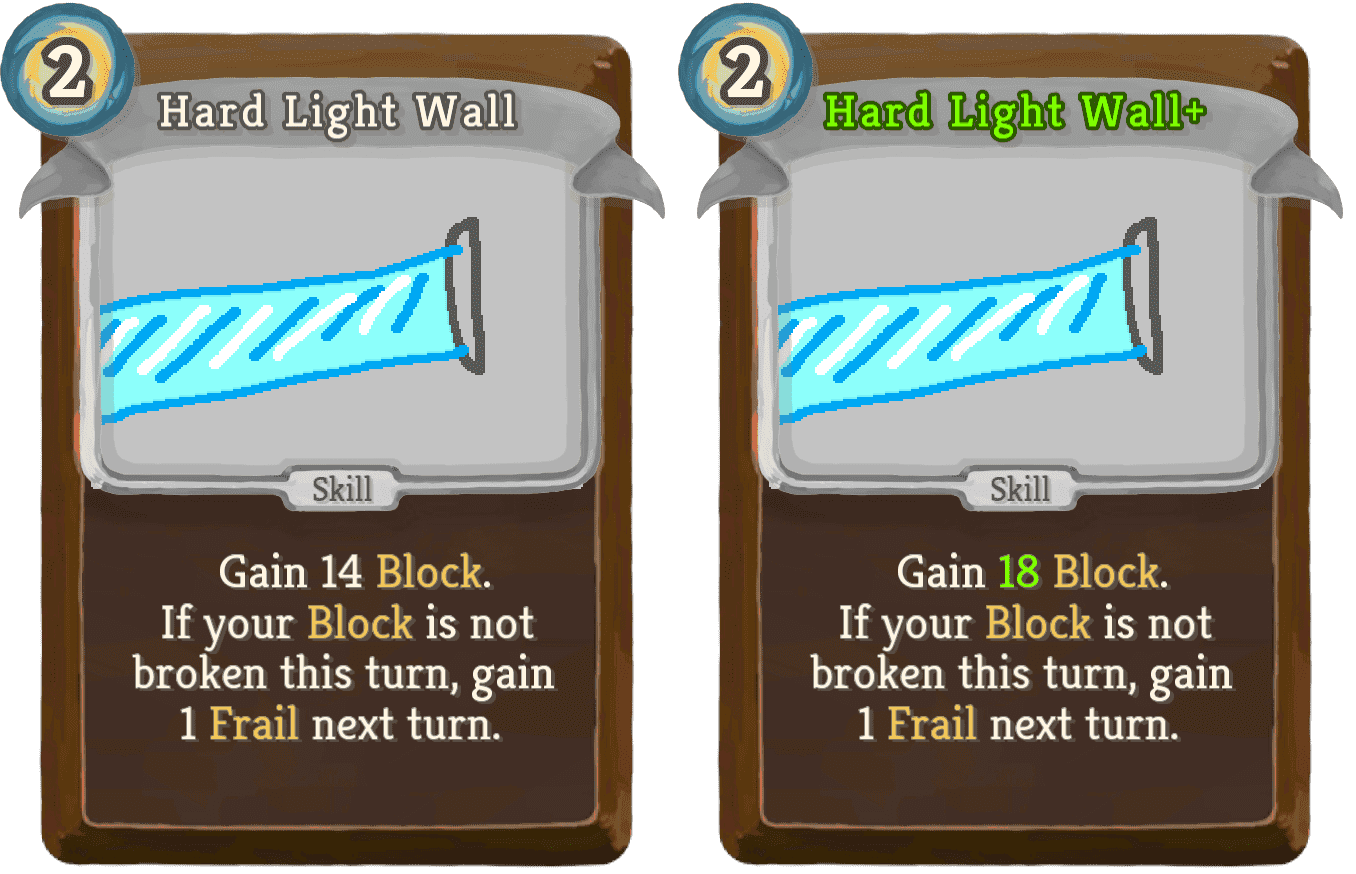 2
Hard Light Wall
Skill
Gain 14 Block.
If your Block is not
broken this turn, gain
1 Frail next turn.
2
Hard Light Wall+
Skill
Gain 18 Block.
If your Block is not
broken this turn, gain
1 Frail next turn.